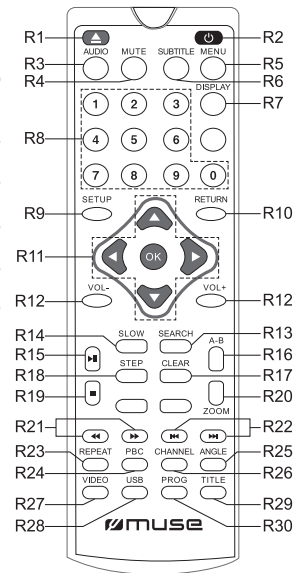 R1 R2
R3 AUDIO MUTE SUBTITLE MENU
R4 R6 R5
DISPLAY R7
1 2 3
R8 4 5 6
7 8 9 0
R9 SETUP RETURN R10
R11 OK
R12 VOL- VOL+ R12
SLOW SEARCH R13
R14 A-B
R15 R16
R18 STEP CLEAR R17
R19 R20
ZOOM
R21 R22
R23 REPEAT PBC CHANNEL ANGLE R25
R24 R26
R27 VIDEO USB PROG TITLE R29
R28 muse R30